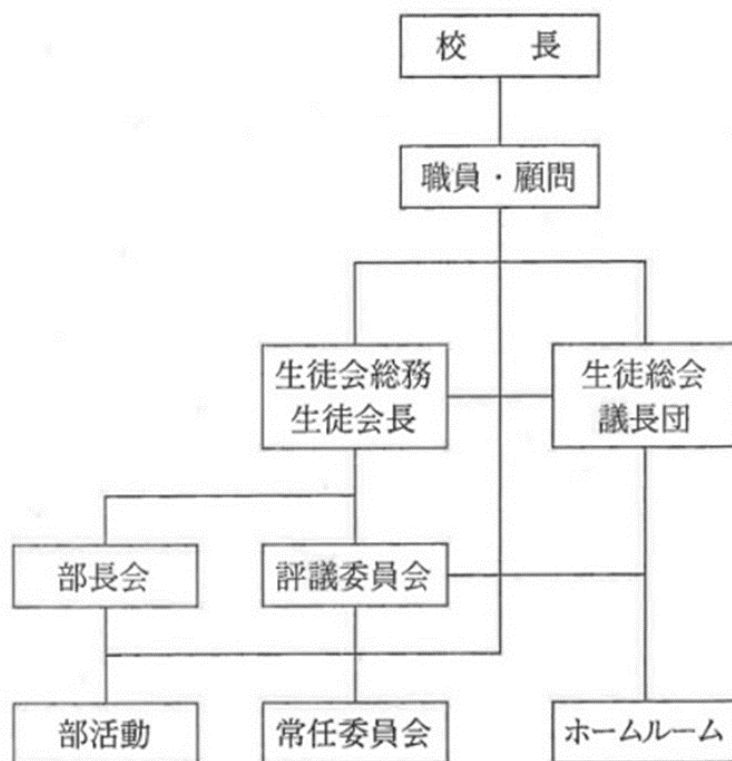 校　　長
職員・顧問
生徒会総務
生徒会長
生徒総会
議長団
部長会
評議委員会
部活動
常任委員会
ホームルーム